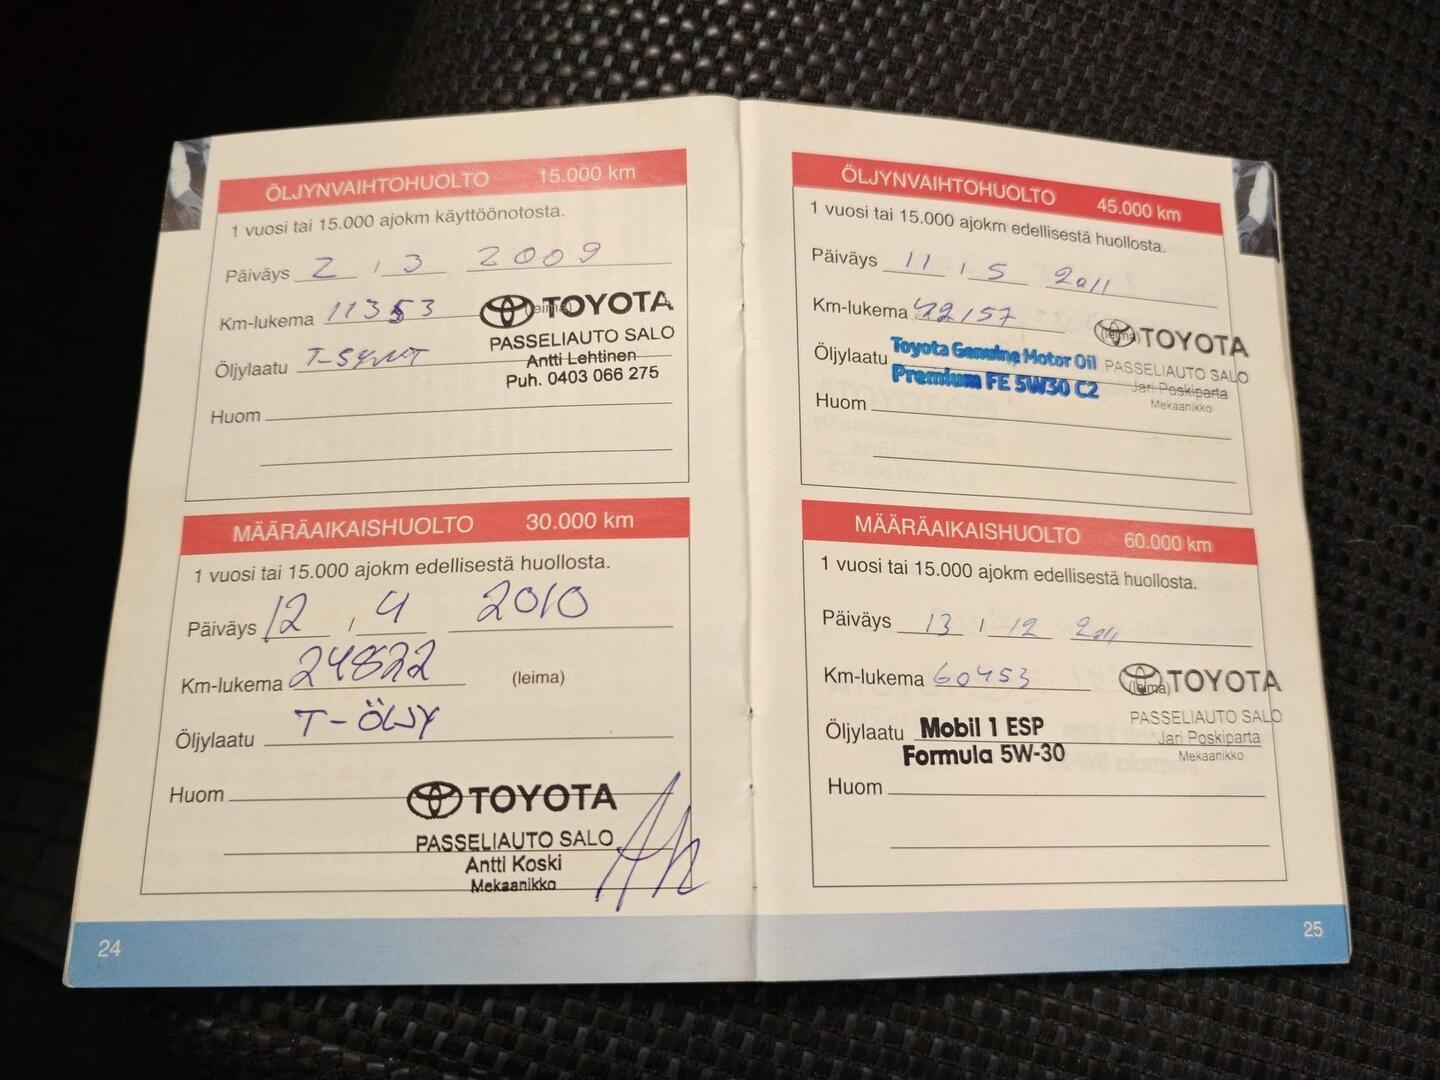 ÖLJYNVAIHTOHUOLTO 15.000 km
1 vuosi tai 15.000 ajokm käyttöönotosta.
Päiväys 2 / 3 2009
Km-lukema 11353 (leima)
TOYOTA
PASSELIAUTO SALO
Öljylaatu T-SYNT
Antti Lehtinen
Puh. 0403 066 275
Huom
MÄÄRÄAIKAISHUOLTO 30.000 km
1 vuosi tai 15.000 ajokm edellisestä huollosta.
Päiväys 12 / 4 2010
Km-lukema 24822 (leima)
Öljylaatu T-ÖLJY
Huom
TOYOTA
PASSELIAUTO SALO
Antti Koski
Mekaanikko
24
ÖLJYNVAIHTOHUOLTO 45.000 km
1 vuosi tai 15.000 ajokm edellisestä huollosta.
Päiväys 11 / 5 2011
Km-lukema 42157 (leima)
TOYOTA
Öljylaatu Toyota Genuine Motor Oil
Premium FE 5W30 C2
PASSELIAUTO SALO
Jari Poskiparta
Mekaanikko
Huom
MÄÄRÄAIKAISHUOLTO 60.000 km
1 vuosi tai 15.000 ajokm edellisestä huollosta.
Päiväys 13 / 12 2011
Km-lukema 60453 (leima)
TOYOTA
Öljylaatu Mobil 1 ESP
Formula 5W-30
PASSELIAUTO SALO
Jari Poskiparta
Mekaanikko
Huom
25